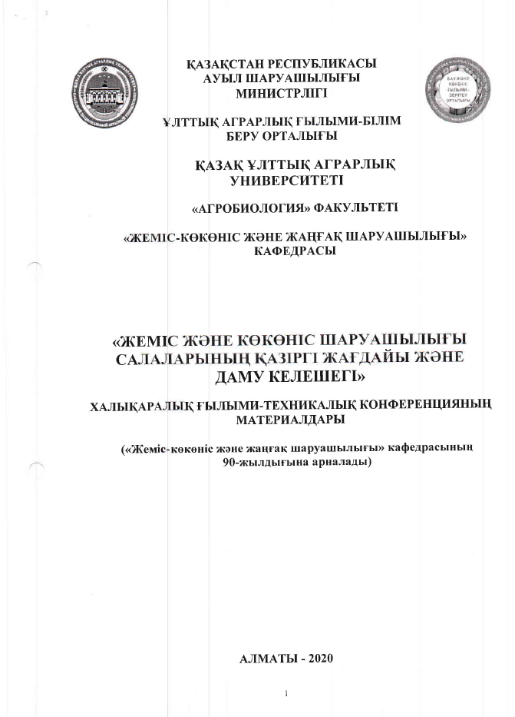 ҚАЗАҚСТАН РЕСПУБЛИКАСЫ
АУЫЛ ШАРУАШЫЛЫҒЫ
МИНИСТРЛІГІ
ҰЛТТЫҚ АГРАРЛЫҚ ҒЫЛЫМИ-БІЛІМ
БЕРУ ОРТАЛЫҒЫ
ҚАЗАҚ ҰЛТТЫҚ АГРАРЛЫҚ
УНИВЕРСИТЕТІ
«АГРОБИОЛОГИЯ» ФАКУЛЬТЕТІ
«ЖЕМІС-КӨКӨНІС ЖӘНЕ ЖАҢҒАҚ ШАРУАШЫЛЫҒЫ»
КАФЕДРАСЫ
«ЖЕМІС ЖӘНЕ КӨКӨНІС ШАРУАШЫЛЫҒЫ
САЛАЛАРЫНЫҢ ҚАЗІРГІ ЖАҒДАЙЫ ЖӘНЕ
ДАМУ КЕЛЕШЕГІ»
ХАЛЫҚАРАЛЫҚ ҒЫЛЫМИ-ТЕХНИКАЛЫҚ КОНФЕРЕНЦИЯНЫҢ
МАТЕРИАЛДАРЫ
(«Жеміс-көкөніс және жаңғақ шаруашылығы» кафедрасының
90-жылдығына арналады)
АЛМАТЫ - 2020
1